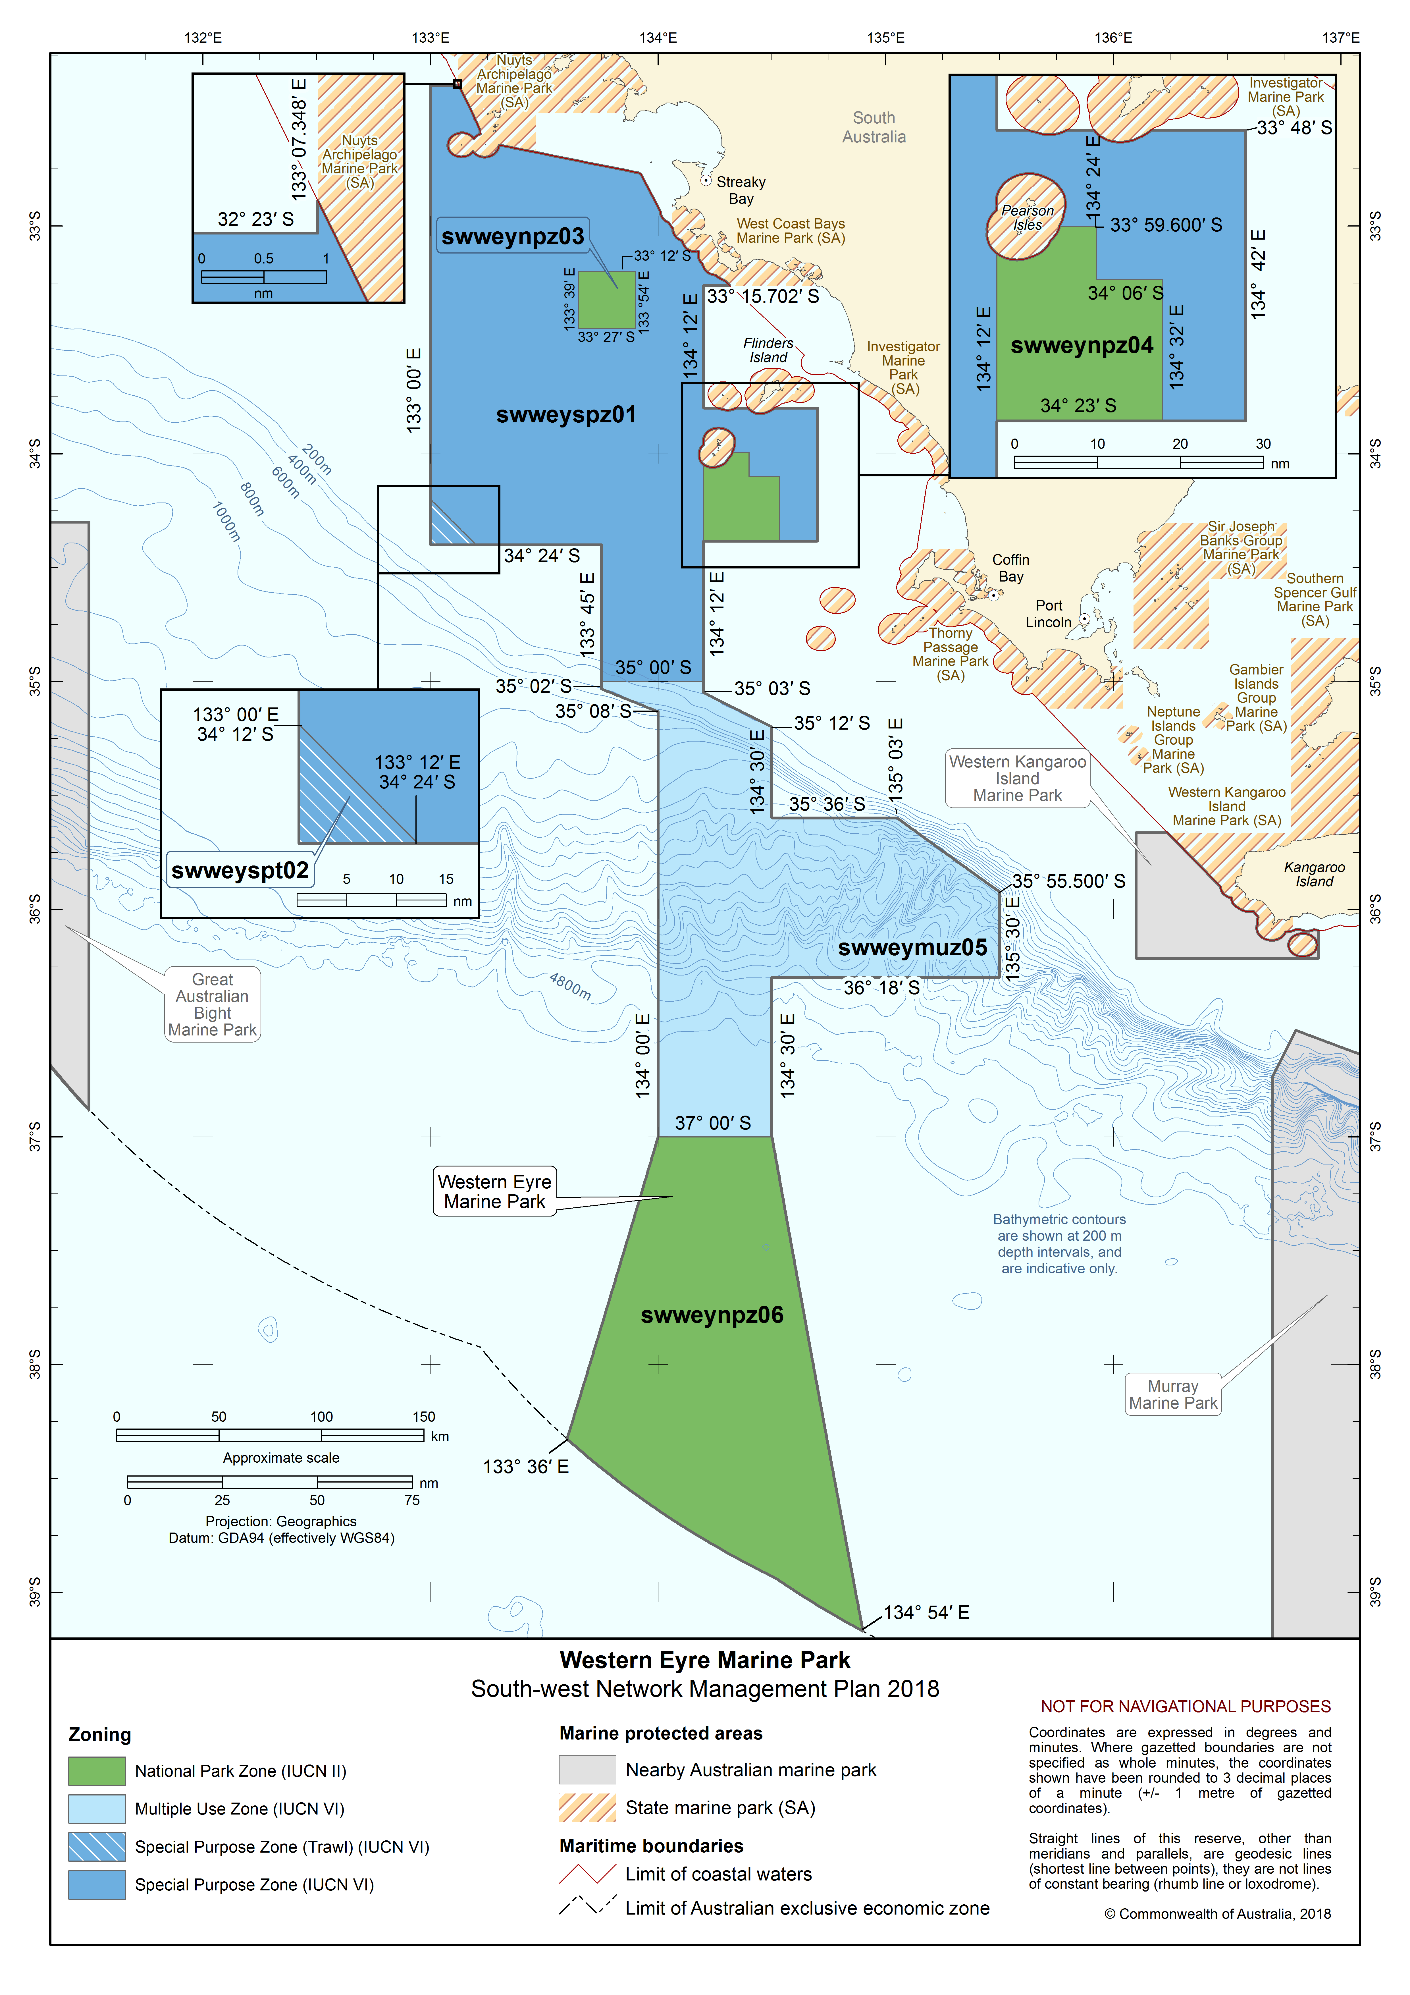 132°E
133°E
134°E
135°E
136°E
137°E
33°S
34°S
35°S
36°S
37°S
38°S
39°S
33°S
34°S
35°S
36°S
37°S
38°S
39°S
Nuyts
Archipelago
Marine Park
(SA)
133° 07.348′ E
Nuyts
Archipelago
Marine Park
(SA)
32° 23′ S
0 0.5 1
nm
South
Australia
Streaky
Bay
West Coast Bays
Marine Park (SA)
swweynpz03
33° 12′ S
133° 39′ E
133 °54′ E
33° 27′ S
134° 12′ E
33° 15.702′ S
Flinders
Island
Investigator
Marine
Park
(SA)
133° 00′ E
swweyspz01
Investigator
Marine Park
(SA)
33° 48′ S
134° 24′ E
Pearson
Isles
33° 59.600′ S
134° 42′ E
34° 06′ S
134° 12′ E
swweynpz04
134° 32′ E
34° 23′ S
0 10 20 30
nm
200m
400m
600m
800m
1000m
34° 24′ S
133° 45′ E
134° 12′ E
35° 00′ S
35° 02′ S
35° 03′ S
35° 08′ S
35° 12′ S
134° 30′ E
135° 03′ E
35° 36′ S
35° 55.500′ S
135° 30′ E
swweymuz05
36° 18′ S
4800m
134° 00′ E
134° 30′ E
37° 00′ S
Coffin
Bay
Port
Lincoln
Thorny
Passage
Marine Park
(SA)
Sir Joseph
Banks Group
Marine Park
(SA)
Southern
Spencer Gulf
Marine Park
(SA)
Gambier
Islands
Group
Marine
Park (SA)
Neptune
Islands
Group
Marine
Park (SA)
Western Kangaroo
Island
Marine Park
Western Kangaroo
Island
Marine Park (SA)
Kangaroo
Island
133° 00′ E
34° 12′ S
133° 12′ E
34° 24′ S
swweyspt02
5 10 15
nm
Great
Australian
Bight
Marine Park
Western Eyre
Marine Park
Bathymetric contours
are shown at 200 m
depth intervals, and
are indicative only.
swweynpz06
Murray
Marine Park
0 50 100 150
km
Approximate scale
nm
0 25 50 75
Projection: Geographics
Datum: GDA94 (effectively WGS84)
133° 36′ E
134° 54′ E
Western Eyre Marine Park
South-west Network Management Plan 2018
Zoning
National Park Zone (IUCN II)
Multiple Use Zone (IUCN VI)
Special Purpose Zone (Trawl) (IUCN VI)
Special Purpose Zone (IUCN VI)
Marine protected areas
Nearby Australian marine park
State marine park (SA)
Maritime boundaries
Limit of coastal waters
Limit of Australian exclusive economic zone
NOT FOR NAVIGATIONAL PURPOSES
Coordinates are expressed in degrees and
minutes. Where gazetted boundaries are not
specified as whole minutes, the coordinates
shown have been rounded to 3 decimal places
of a minute (+/- 1 metre of gazetted
coordinates).
Straight lines of this reserve, other than
meridians and parallels, are geodesic lines
(shortest line between points), they are not lines
of constant bearing (rhumb line or loxodrome).
© Commonwealth of Australia, 2018